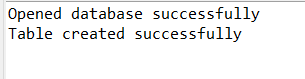 Opened database successfully
Table created successfully